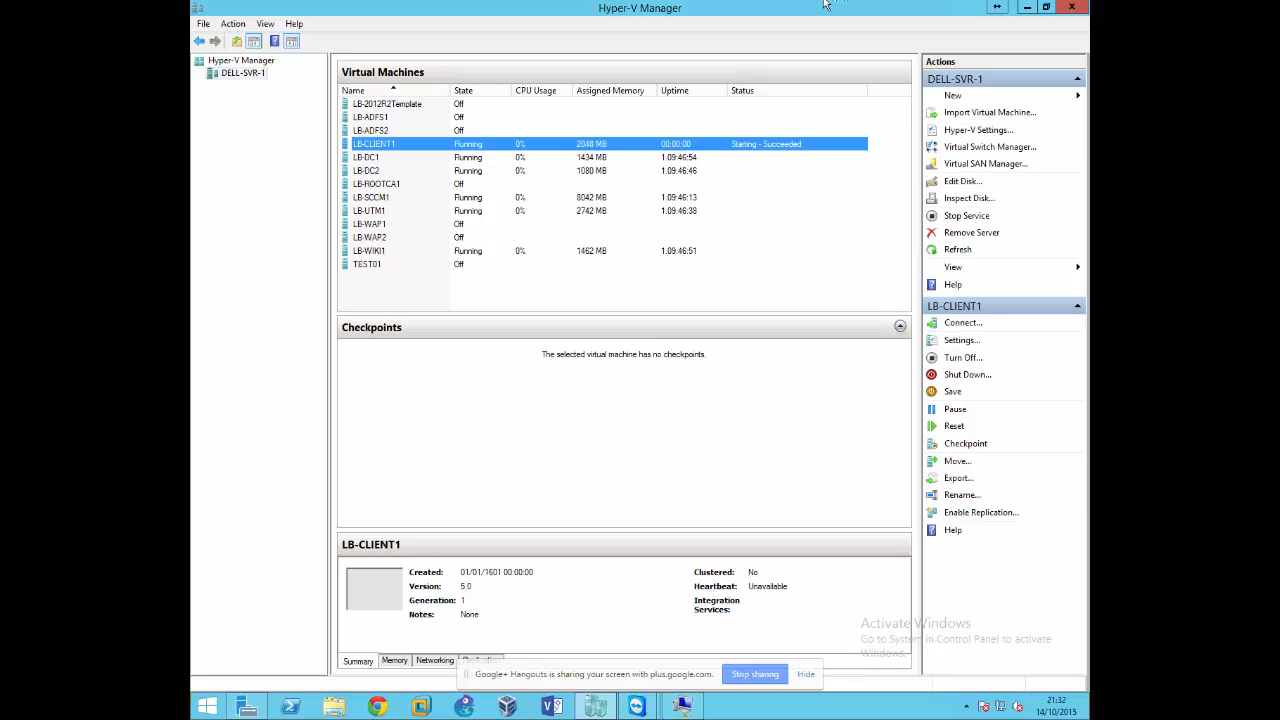 Hyper-V Manager
File Action View Help
Hyper-V Manager
DELL-SVR-1
Virtual Machines
Name State CPU Usage Assigned Memory Uptime Status
LB-2012R2Template Off
LB-ADFS1 Off
LB-ADFS2 Off
LB-CLIENT1 Running 0% 2048 MB 00:00:00 Starting - Succeeded
LB-DC1 Running 0% 1434 MB 1.09:46:54
LB-DC2 Running 0% 1080 MB 1.09:46:46
LB-ROOTCA1 Off
LB-SCCM1 Running 0% 8042 MB 1.09:46:13
LB-UTM1 Running 0% 2742 MB 1.09:46:38
LB-WAP1 Off
LB-WAP2 Off
LB-WIKI1 Running 0% 1462 MB 1.09:46:51
TEST01 Off
Checkpoints
The selected virtual machine has no checkpoints.
LB-CLIENT1
Created: 01/01/1601 00:00:00
Version: 5.0
Generation: 1
Notes: None
Clustered: No
Heartbeat: Unavailable
Integration
Services:
Summary Memory Networking
Actions
DELL-SVR-1
New
Import Virtual Machine...
Hyper-V Settings...
Virtual Switch Manager...
Virtual SAN Manager...
Edit Disk...
Inspect Disk...
Stop Service
Remove Server
Refresh
View
Help
LB-CLIENT1
Connect...
Settings...
Turn Off...
Shut Down...
Save
Pause
Reset
Checkpoint
Move...
Export...
Rename...
Enable Replication...
Help
Activate Windows
Go to System in Control Panel to activate
Windows.
Google+ Hangouts is sharing your screen with plus.google.com. Stop sharing Hide
21:32
14/10/2015